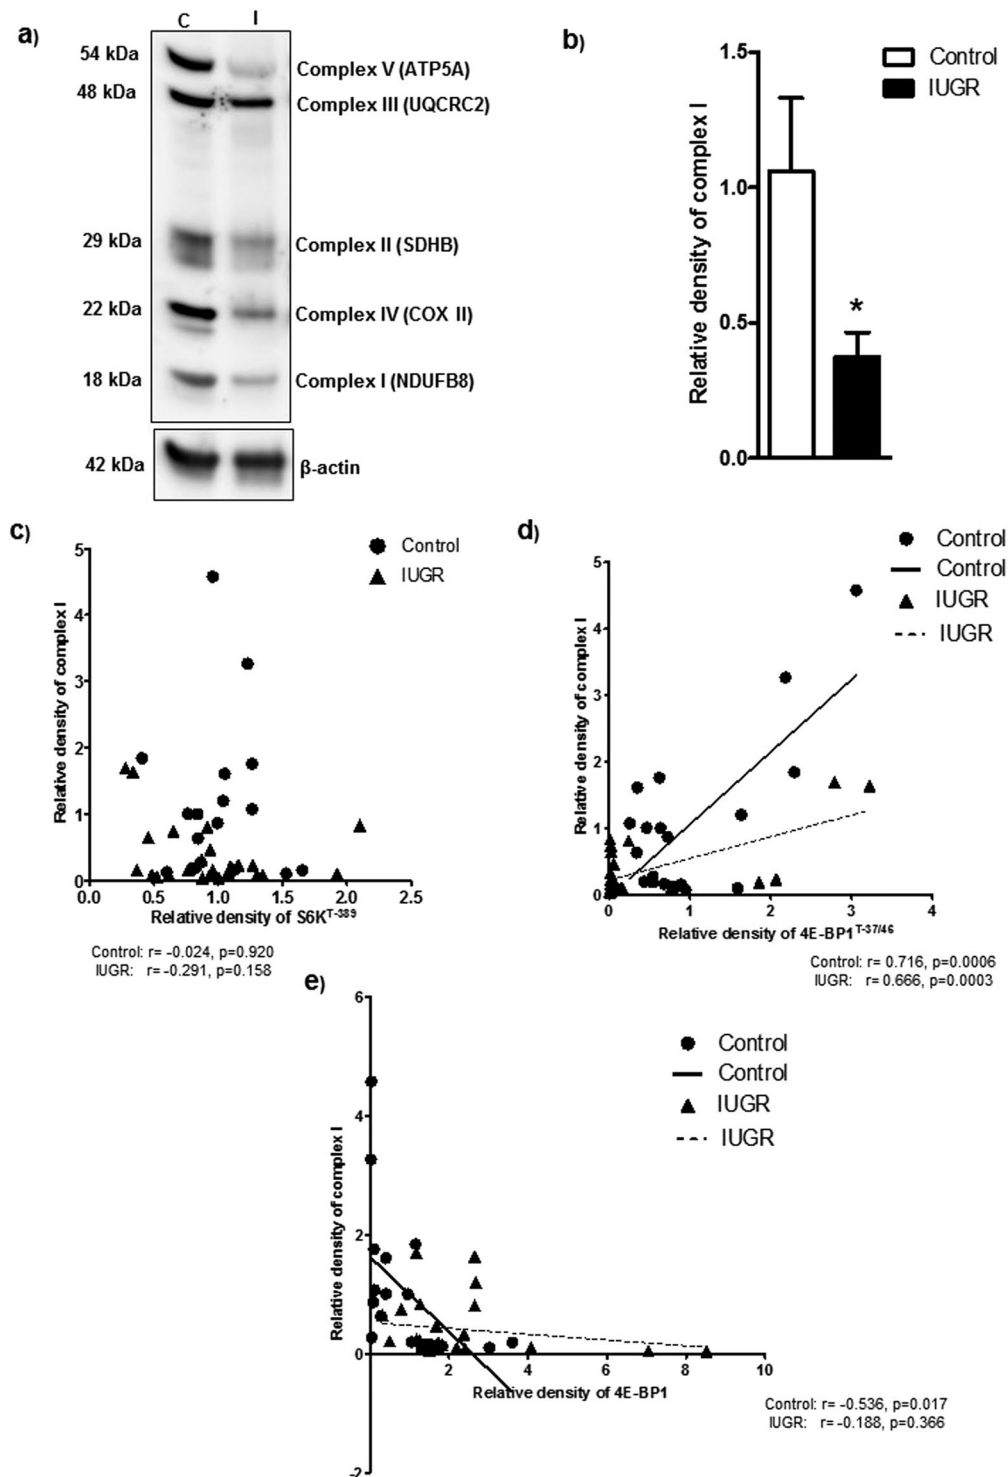 a)
C I
54 kDa
48 kDa
29 kDa
22 kDa
18 kDa
42 kDa
Complex V (ATP5A)
Complex III (UQCRC2)
Complex II (SDHB)
Complex IV (COX II)
Complex I (NDUFB8)
β-actin
b)
Relative density of complex I
1.5
1.0
0.5
0.0
*
Control
IUGR
c)
Relative density of complex I
5
4
3
2
1
0
0.0 0.5 1.0 1.5 2.0 2.5
Relative density of S6K^T-389
Control
IUGR
Control: r= -0.024, p=0.920
IUGR: r= -0.291, p=0.158
d)
Relative density of complex I
5
4
3
2
1
0
0 1 2 3 4
Relative density of 4E-BP1^T-37/46
Control
Control
IUGR
IUGR
Control: r= 0.716, p=0.0006
IUGR: r= 0.666, p=0.0003
e)
Relative density of complex I
6
4
2
0
-2
2 4 6 8 10
Relative density of 4E-BP1
Control
Control
IUGR
IUGR
Control: r= -0.536, p=0.017
IUGR: r= -0.188, p=0.366